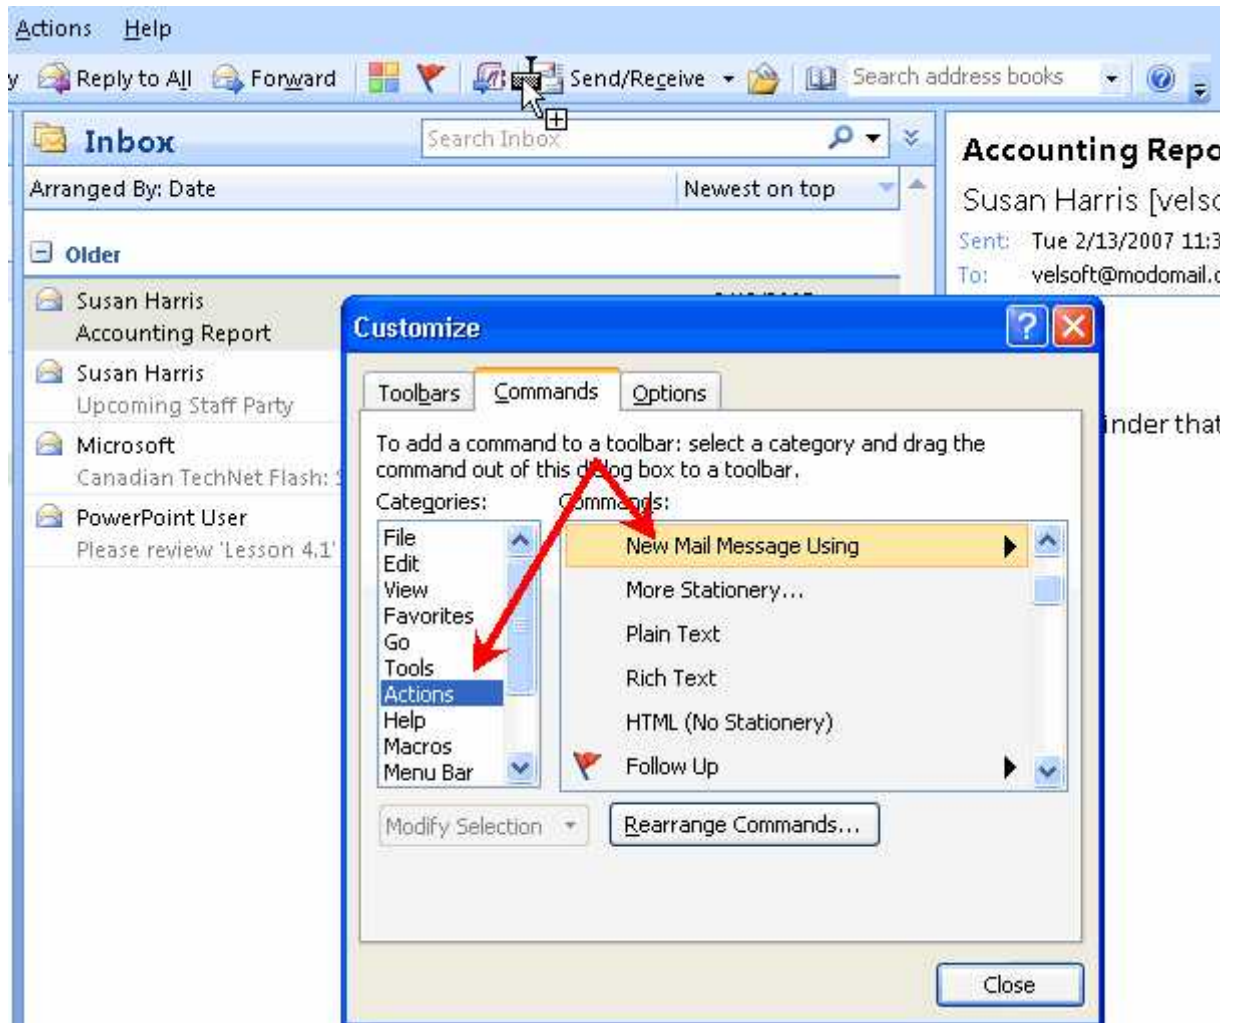 Actions Help
y Reply to All Forward Send/Receive Search address books
Inbox Search Inbox
Arranged By: Date Newest on top
Older
Susan Harris
Accounting Report
Susan Harris
Upcoming Staff Party
Microsoft
Canadian TechNet Flash:
PowerPoint User
Please review 'Lesson 4.1'
Accounting Repo
Susan Harris [velso
Sent: Tue 2/13/2007 11:3
To: velsoft@modomail.c
inder that
Customize
Toolbars Commands Options
To add a command to a toolbar: select a category and drag the
command out of this dialog box to a toolbar.
Categories: Commands:
File
Edit
View
Favorites
Go
Tools
Actions
Help
Macros
Menu Bar
New Mail Message Using
More Stationery...
Plain Text
Rich Text
HTML (No Stationery)
Follow Up
Modify Selection Rearrange Commands...
Close